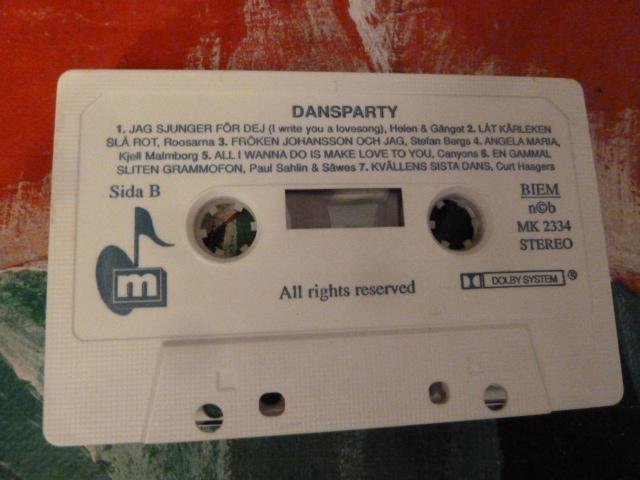 DANSPARTY
1. JAG SJUNGER FÖR DEJ (I write you a lovesong), Helen & Gänget 2. LÅT KÄRLEKEN
SLÅ ROT, Roosarna 3. FRÖKEN JOHANSSON OCH JAG, Stefan Borgs 4. ANGELA MARIA,
Kjell Malmborg 5. ALL I WANNA DO IS MAKE LOVE TO YOU, Canyons 6. EN GAMMAL
SLITEN GRAMMOFON, Paul Sahlin & Säwes 7. KVÄLLENS SISTA DANS, Curt Haagers
Sida B
BIEM
n©b
MK 2334
STEREO
m
All rights reserved
DOLBY SYSTEM ®